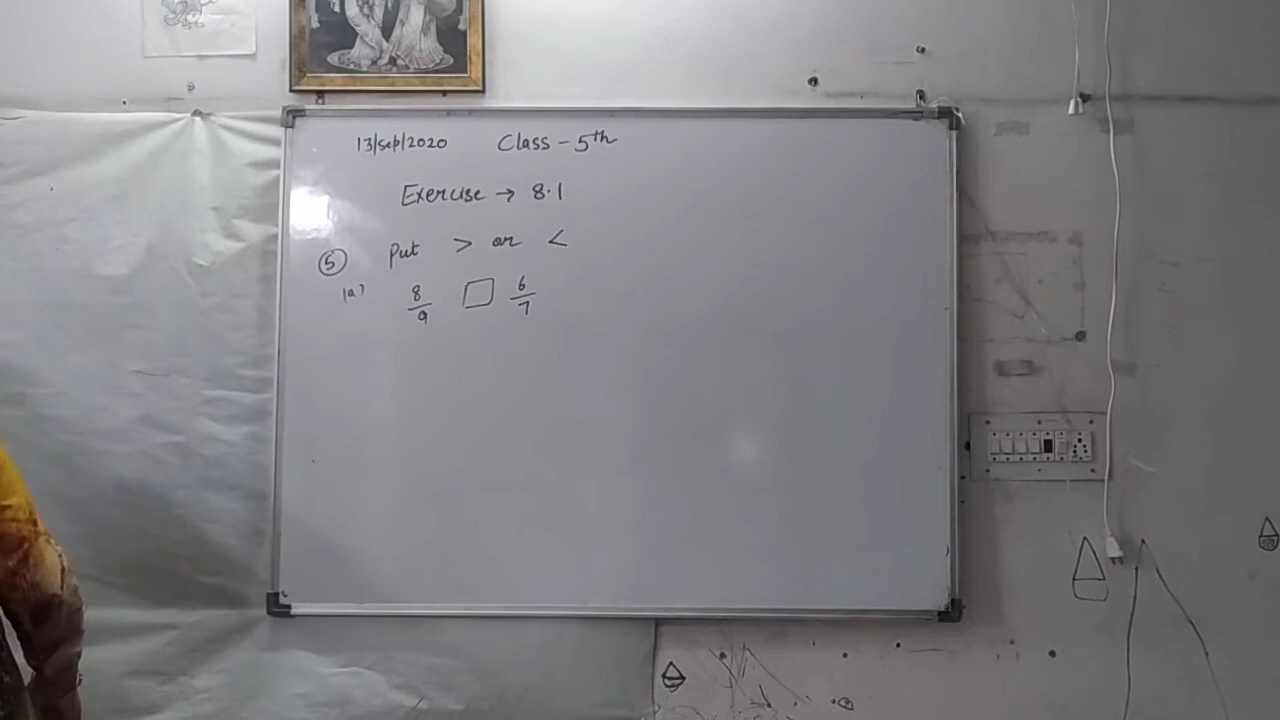 13/sep/2020 Class - 5th
Exercise → 8.1
⑤ Put > or <
(a) 8/9 □ 6/7